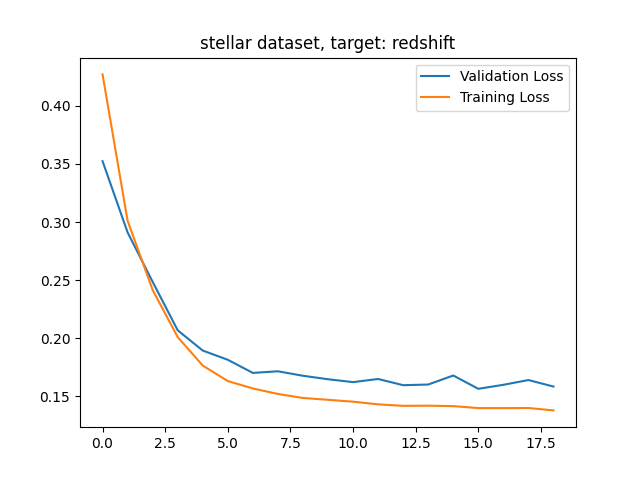 stellar dataset, target: redshift
Validation Loss
Training Loss
0.40
0.35
0.30
0.25
0.20
0.15
0.0 2.5 5.0 7.5 10.0 12.5 15.0 17.5